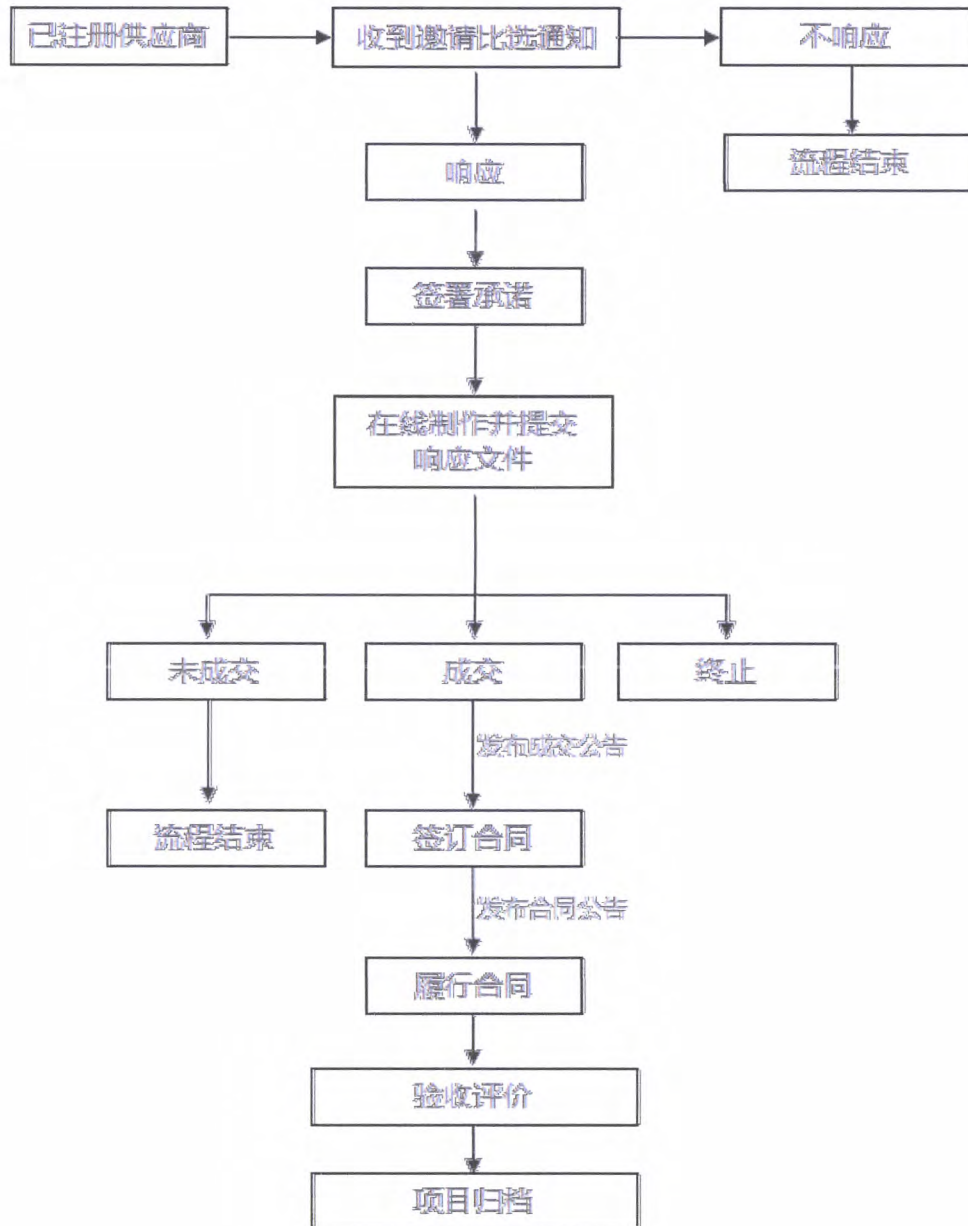 已注册供应商
收到邀请比选通知
不响应
响应
流程结束
签署承诺
在线制作并提交
响应文件
未成交
成交
终止
发布成交公告
流程结束
签订合同
发布合同公告
履行合同
验收评价
项目归档